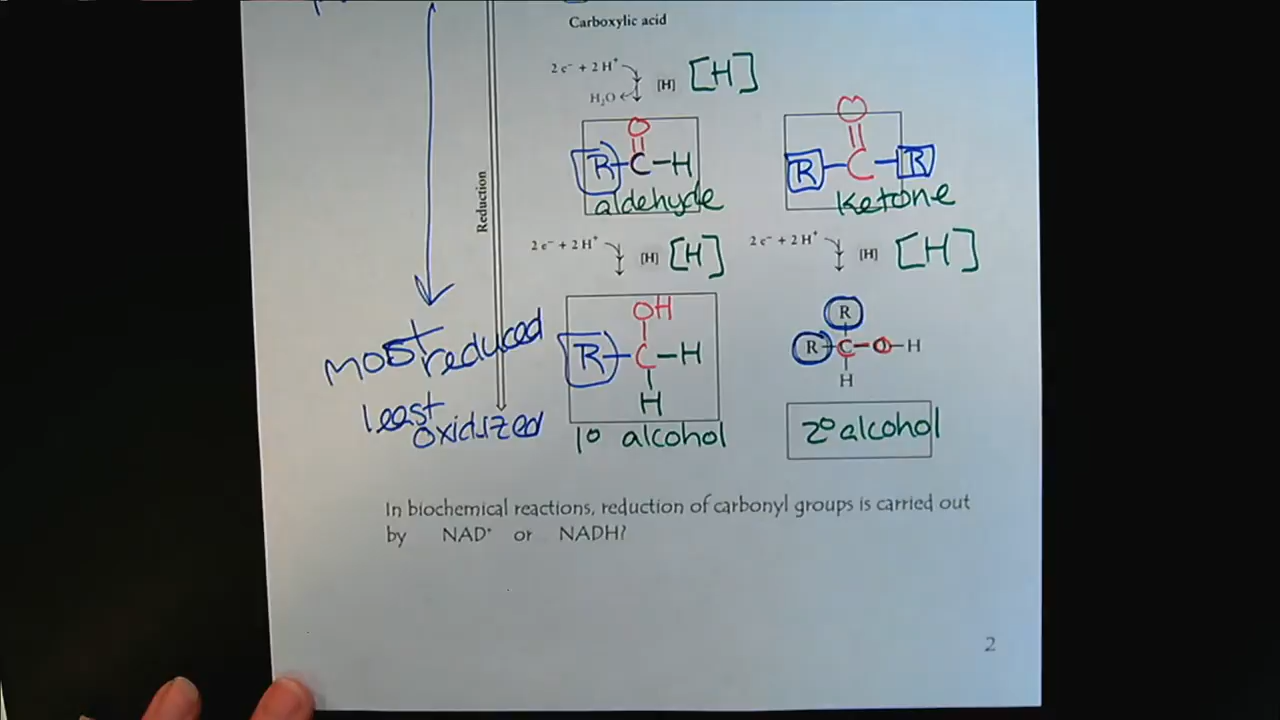 Carboxylic acid
2 e⁻ + 2 H⁺
[H] [H]
H₂O
O
R-C-H
aldehyde
O
R-C-R
Ketone
Reduction
2 e⁻ + 2 H⁺ [H] [H]
2 e⁻ + 2 H⁺ [H] [H]
OH
R-C-H
H
1° alcohol
R
R-C-O-H
H
2° alcohol
most reduced
least oxidized
In biochemical reactions, reduction of carbonyl groups is carried out
by NAD⁺ or NADH?
2